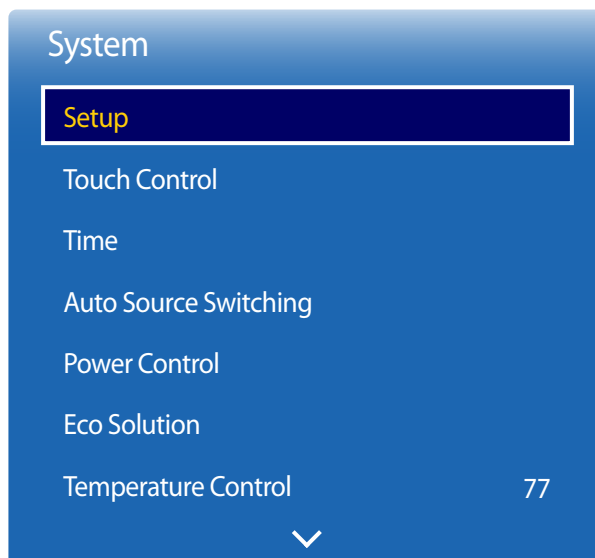 System
Setup
Touch Control
Time
Auto Source Switching
Power Control
Eco Solution
Temperature Control 77